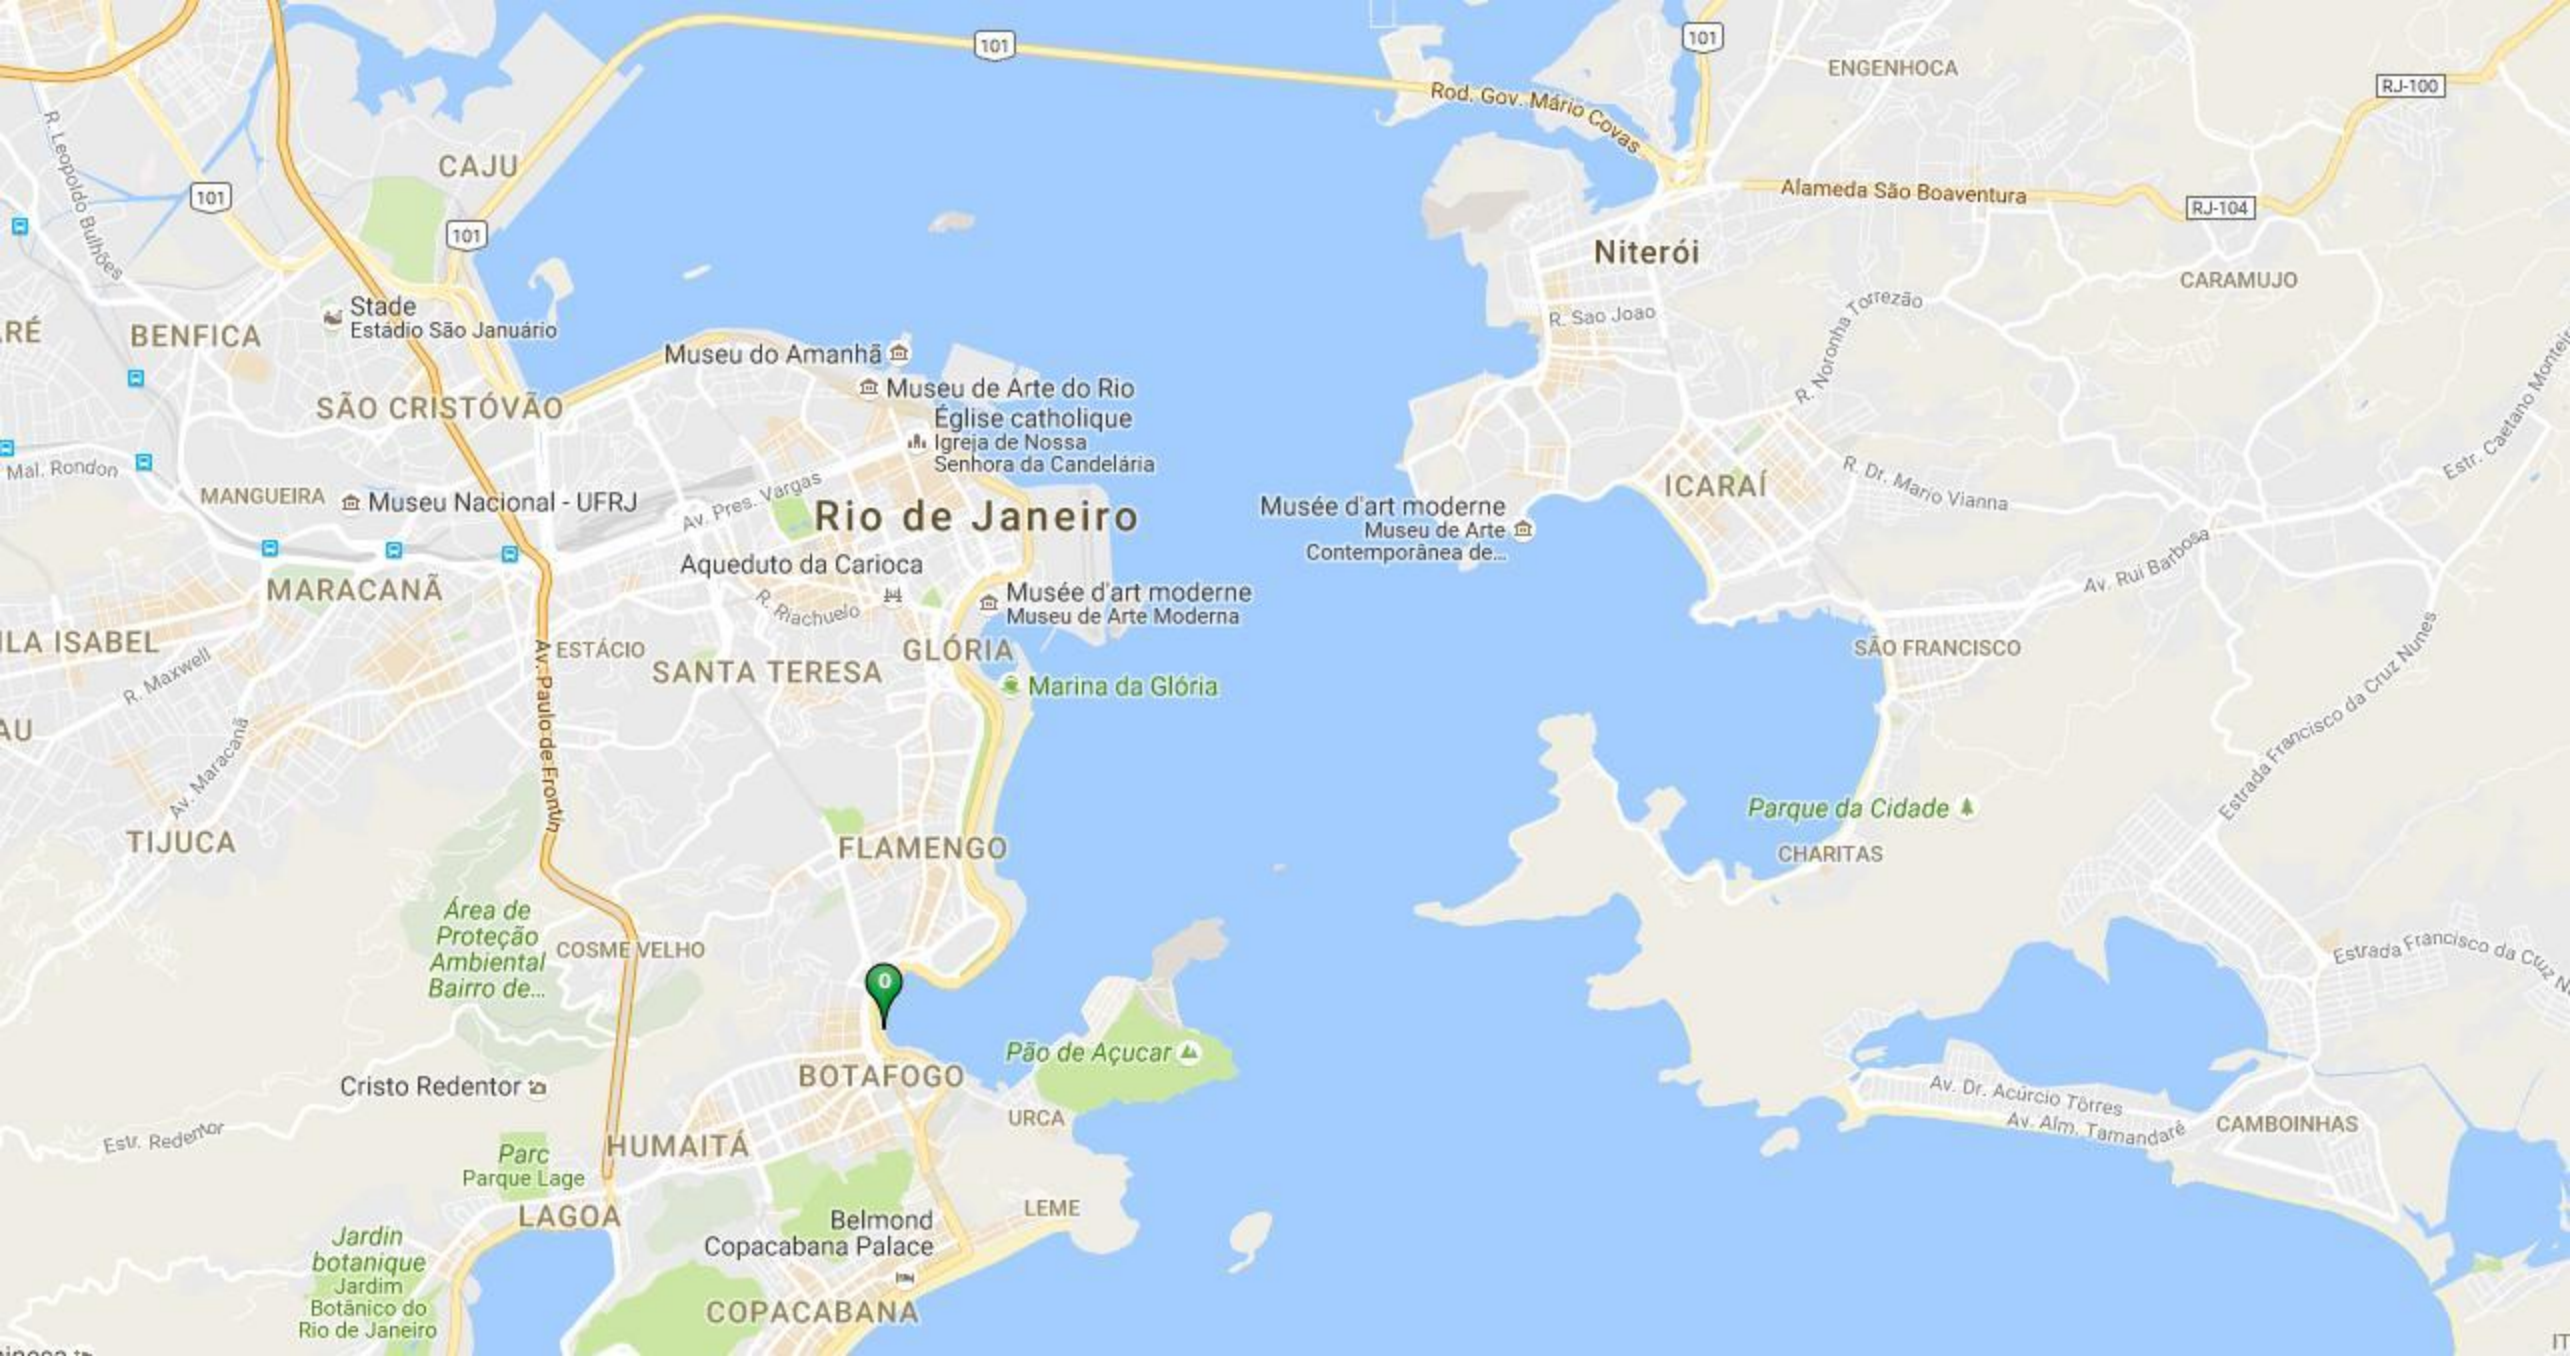 101
101
ENGENHOCA
RJ-100
Rod. Gov. Mário Covas
R. Leopoldo Bulhões
CAJU
101
Alameda São Boaventura
RJ-104
101
Niterói
CARAMUJO
Stade
Estádio São Januário
R. Noronha Torrezão
R. Sao Joao
RÉ
BENFICA
Museu do Amanhã
Museu de Arte do Rio
SÃO CRISTÓVÃO
Église catholique
Igreja de Nossa
Senhora da Candelária
Estr. Caetano Montei
Mal. Rondon
MANGUEIRA
Museu Nacional - UFRJ
Av. Pres. Vargas
Rio de Janeiro
ICARAÍ
R. Dr. Mario Vianna
Musée d'art moderne
Museu de Arte
Contemporânea de...
Aqueduto da Carioca
Av. Rui Barbosa
MARACANÃ
R. Riachuelo
Musée d'art moderne
Museu de Arte Moderna
ILA ISABEL
R. Maxwell
Av. Paulo de Frontin
ESTÁCIO
GLÓRIA
SÃO FRANCISCO
SANTA TERESA
Marina da Glória
Estrada Francisco da Cruz Nunes
AU
Av. Maracanã
Parque da Cidade
TIJUCA
FLAMENGO
CHARITAS
Área de
Proteção
Ambiental
Bairro de...
COSME VELHO
Estrada Francisco da Cruz N
0
Pão de Açucar
BOTAFOGO
Cristo Redentor
Av. Dr. Acúrcio Tôrres
URCA
Av. Alm. Tamandaré
CAMBOINHAS
Estr. Redentor
HUMAITÁ
Parc
Parque Lage
LAGOA
Belmond
Copacabana Palace
LEME
Jardin
botanique
Jardim
Botânico do
Rio de Janeiro
COPACABANA
IT